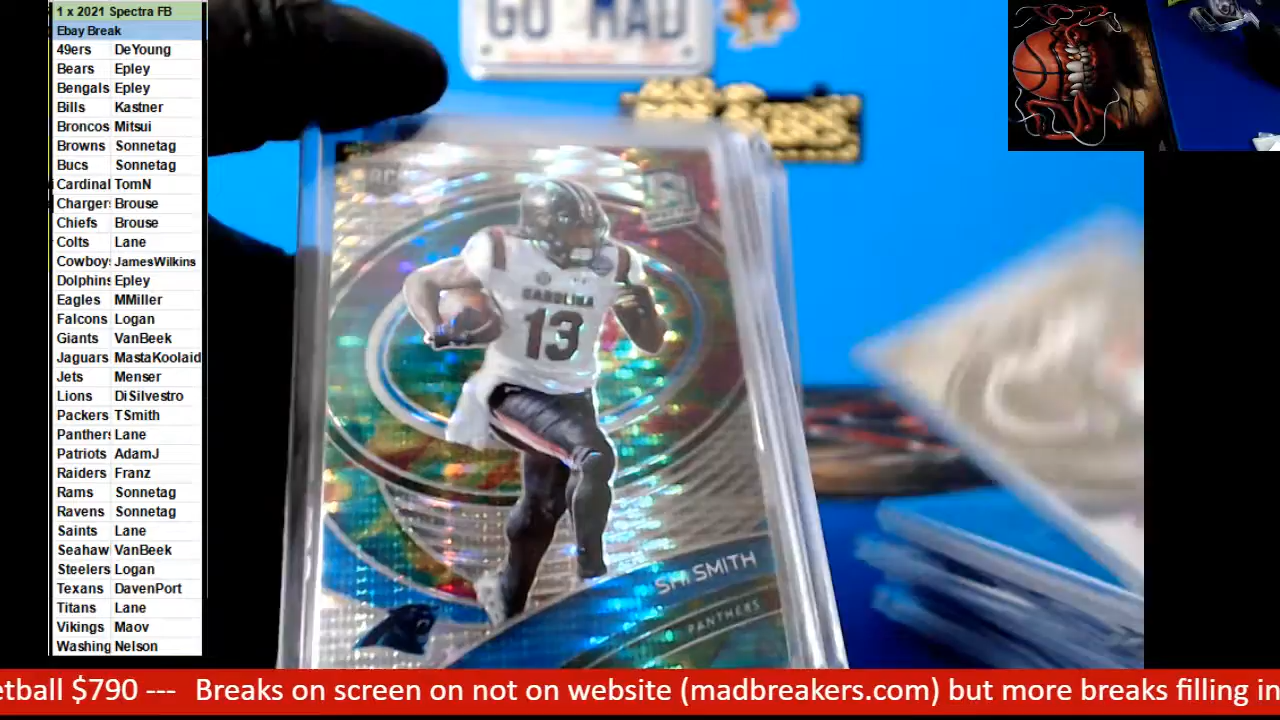 1 x 2021 Spectra FB
Ebay Break
49ers DeYoung
Bears Epley
Bengals Epley
Bills Kastner
Broncos Mitsui
Browns Sonnetag
Bucs Sonnetag
Cardinal TomN
Chargers Brouse
Chiefs Brouse
Colts Lane
Cowboys JamesWilkins
Dolphins Epley
Eagles MMiller
Falcons Logan
Giants VanBeek
Jaguars MastaKoolaid
Jets Menser
Lions DiSilvestro
Packers TSmith
Panthers Lane
Patriots AdamJ
Raiders Franz
Rams Sonnetag
Ravens Sonnetag
Saints Lane
Seahaw VanBeek
Steelers Logan
Texans DavenPort
Titans Lane
Vikings Maov
Washing Nelson
GO MAD
CAROLINA
13
SMITH
PANTHERS
etball $790 --- Breaks on screen on not on website (madbreakers.com) but more breaks filling in